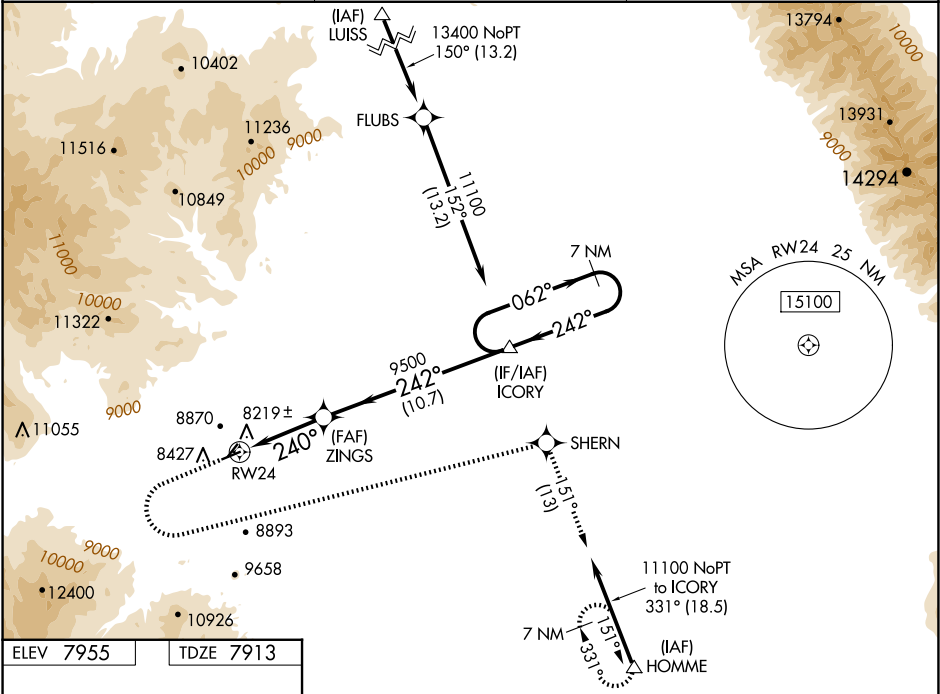 (IAF)
LUISS
13400 NoPT
150° (13.2)
13794
10000
10402
FLUBS
11236
9000
10000
11516
13931
9000
10849
14294
11100
152°
(13.2)
11000
7 NM
MSA RW24 25 NM
15100
062°
242°
10000
11322
9500
242°
(10.7)
(IF/IAF)
ICORY
9000
8870
8219±
11055
8427
240°
(FAF)
ZINGS
RW24
SHERN
151°
(13)
8893
9000
10000
9658
11100 NoPT
to ICORY
331° (18.5)
12400
10926
7 NM
151°
331°
(IAF)
HOMME
ELEV 7955
TDZE 7913